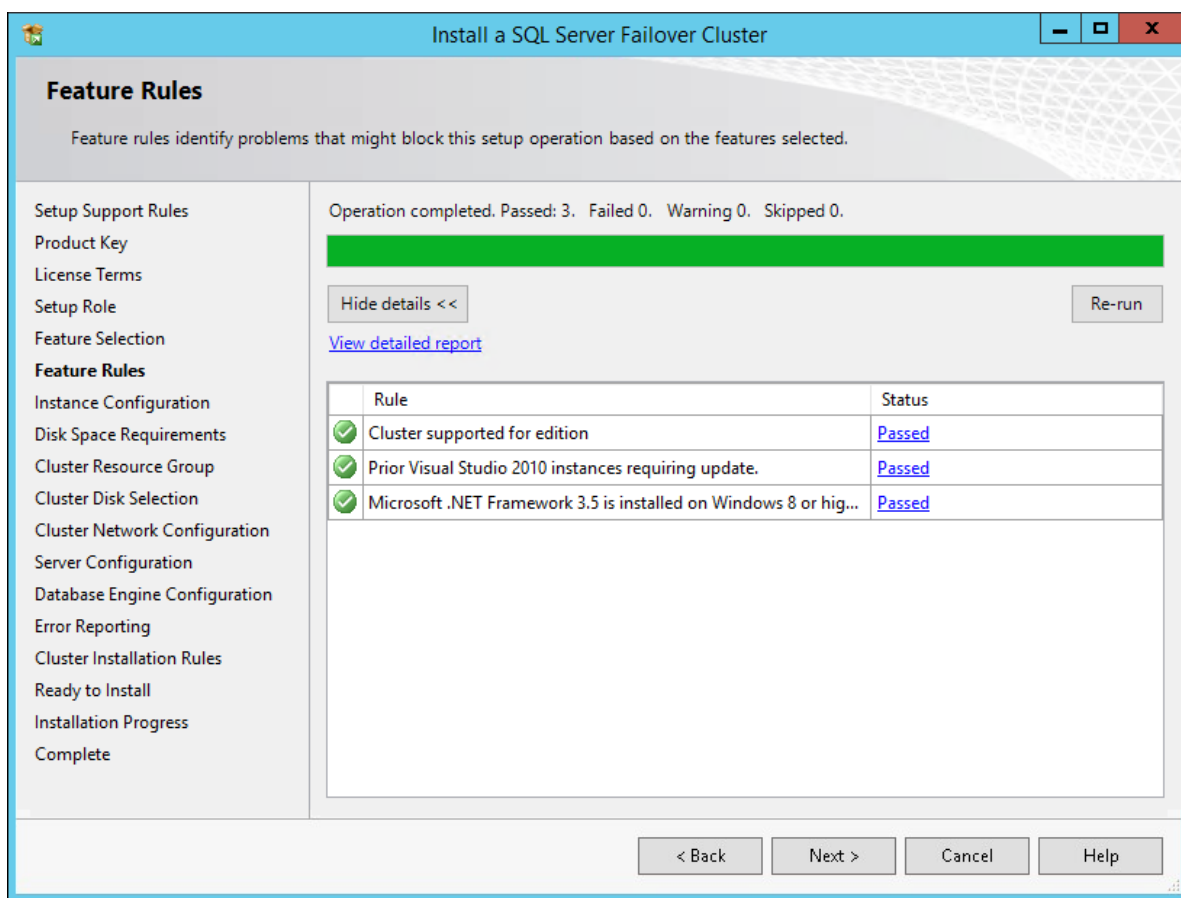 Install a SQL Server Failover Cluster
Feature Rules
Feature rules identify problems that might block this setup operation based on the features selected.
Setup Support Rules
Product Key
License Terms
Setup Role
Feature Selection
Feature Rules
Instance Configuration
Disk Space Requirements
Cluster Resource Group
Cluster Disk Selection
Cluster Network Configuration
Server Configuration
Database Engine Configuration
Error Reporting
Cluster Installation Rules
Ready to Install
Installation Progress
Complete
Operation completed. Passed: 3. Failed 0. Warning 0. Skipped 0.
Hide details << Re-run
View detailed report
Rule Status
Cluster supported for edition Passed
Prior Visual Studio 2010 instances requiring update. Passed
Microsoft .NET Framework 3.5 is installed on Windows 8 or hig... Passed
< Back Next > Cancel Help